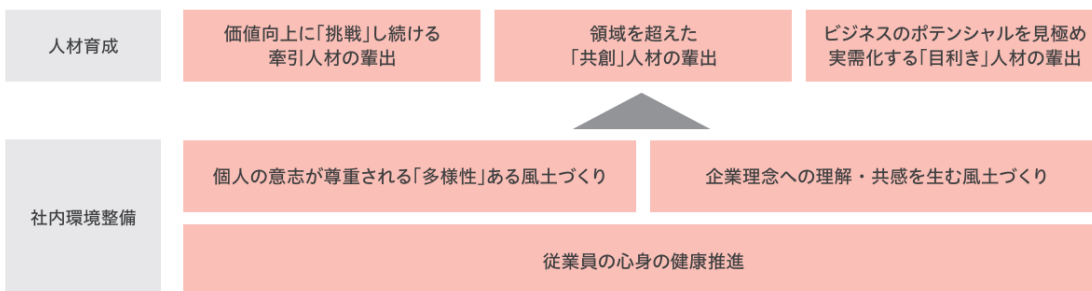 人材育成
価値向上に「挑戦」し続ける
牽引人材の輩出
領域を超えた
「共創」人材の輩出
ビジネスのポテンシャルを見極め
実需化する「目利き」人材の輩出
社内環境整備
個人の意志が尊重される「多様性」ある風土づくり
企業理念への理解・共感を生む風土づくり
従業員の心身の健康推進